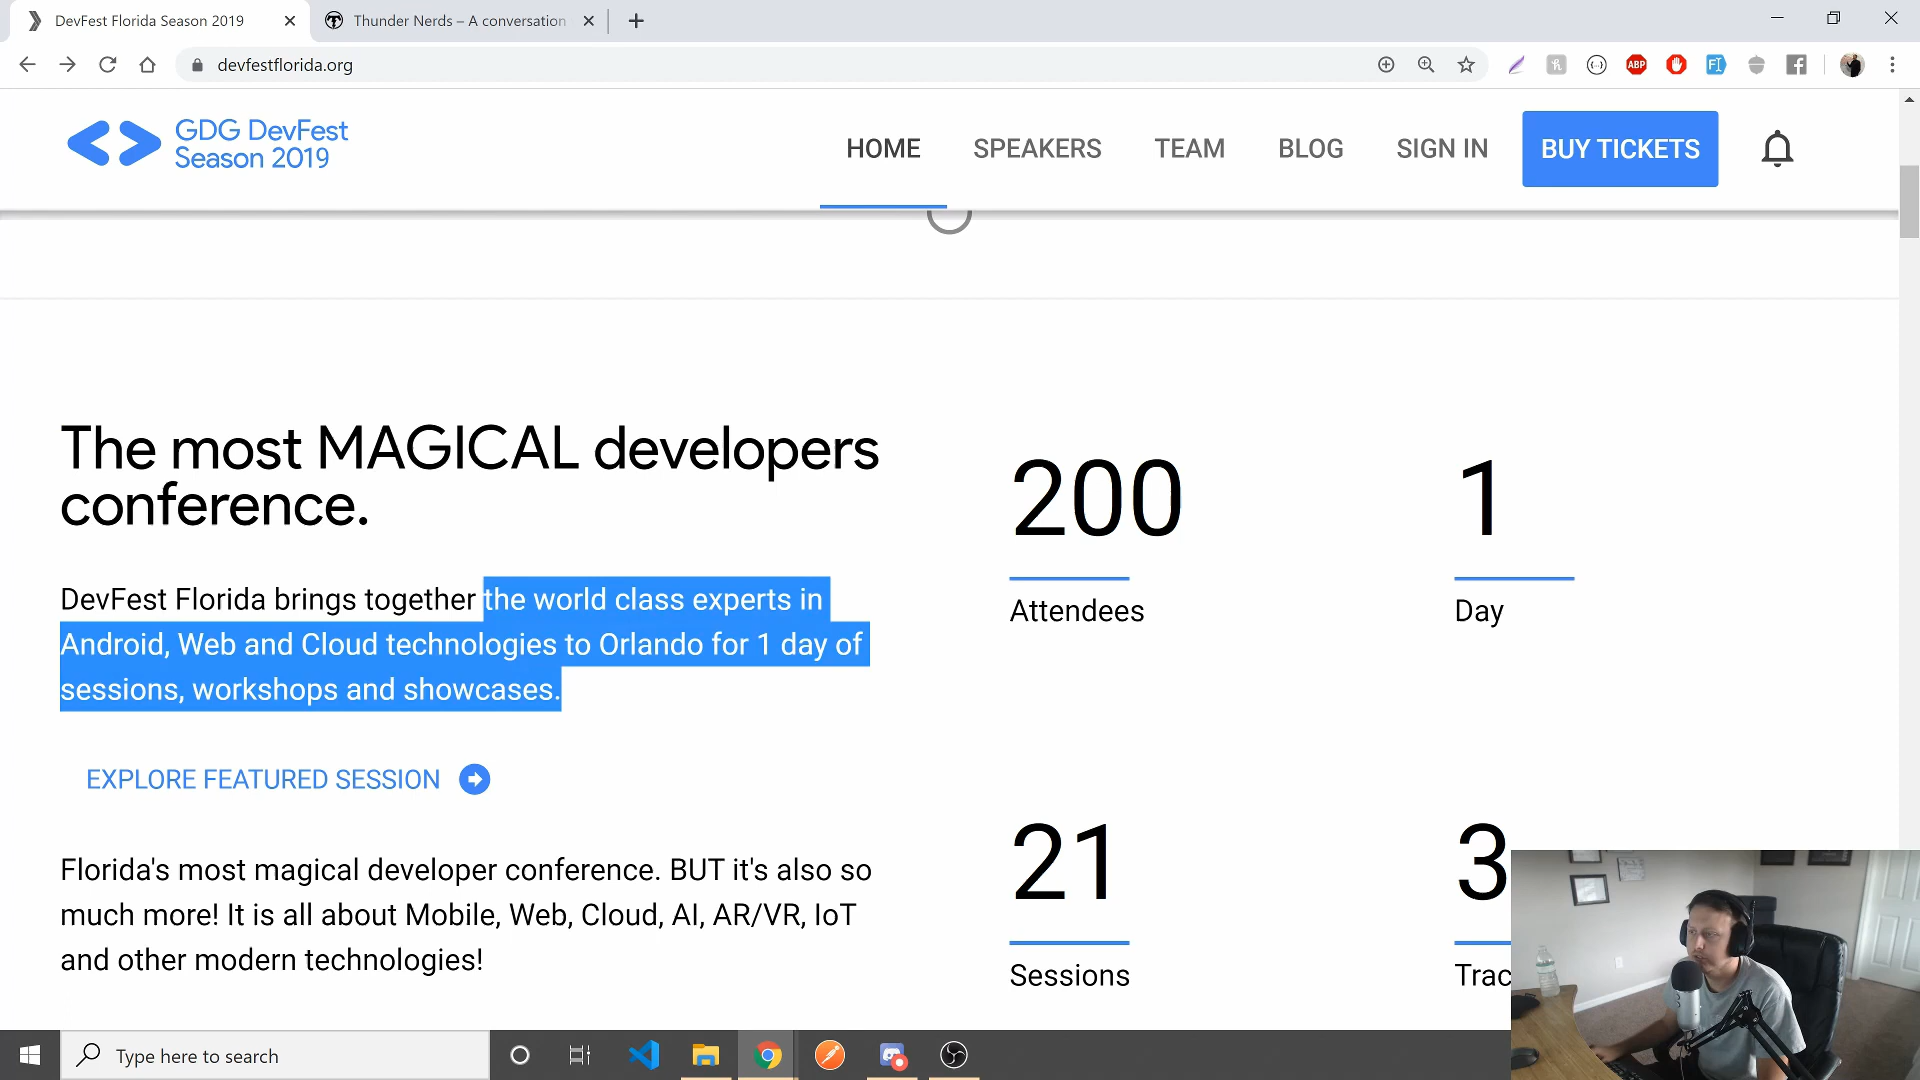 DevFest Florida Season 2019
Thunder Nerds – A conversation
devfestflorida.org
ABP
GDG DevFest
Season 2019
HOME
SPEAKERS
TEAM
BLOG
SIGN IN
BUY TICKETS
The most MAGICAL developers
conference.
DevFest Florida brings together the world class experts in
Android, Web and Cloud technologies to Orlando for 1 day of
sessions, workshops and showcases.
EXPLORE FEATURED SESSION
Florida's most magical developer conference. BUT it's also so
much more! It is all about Mobile, Web, Cloud, AI, AR/VR, IoT
and other modern technologies!
200
Attendees
1
Day
21
Sessions
3
Trac
Type here to search